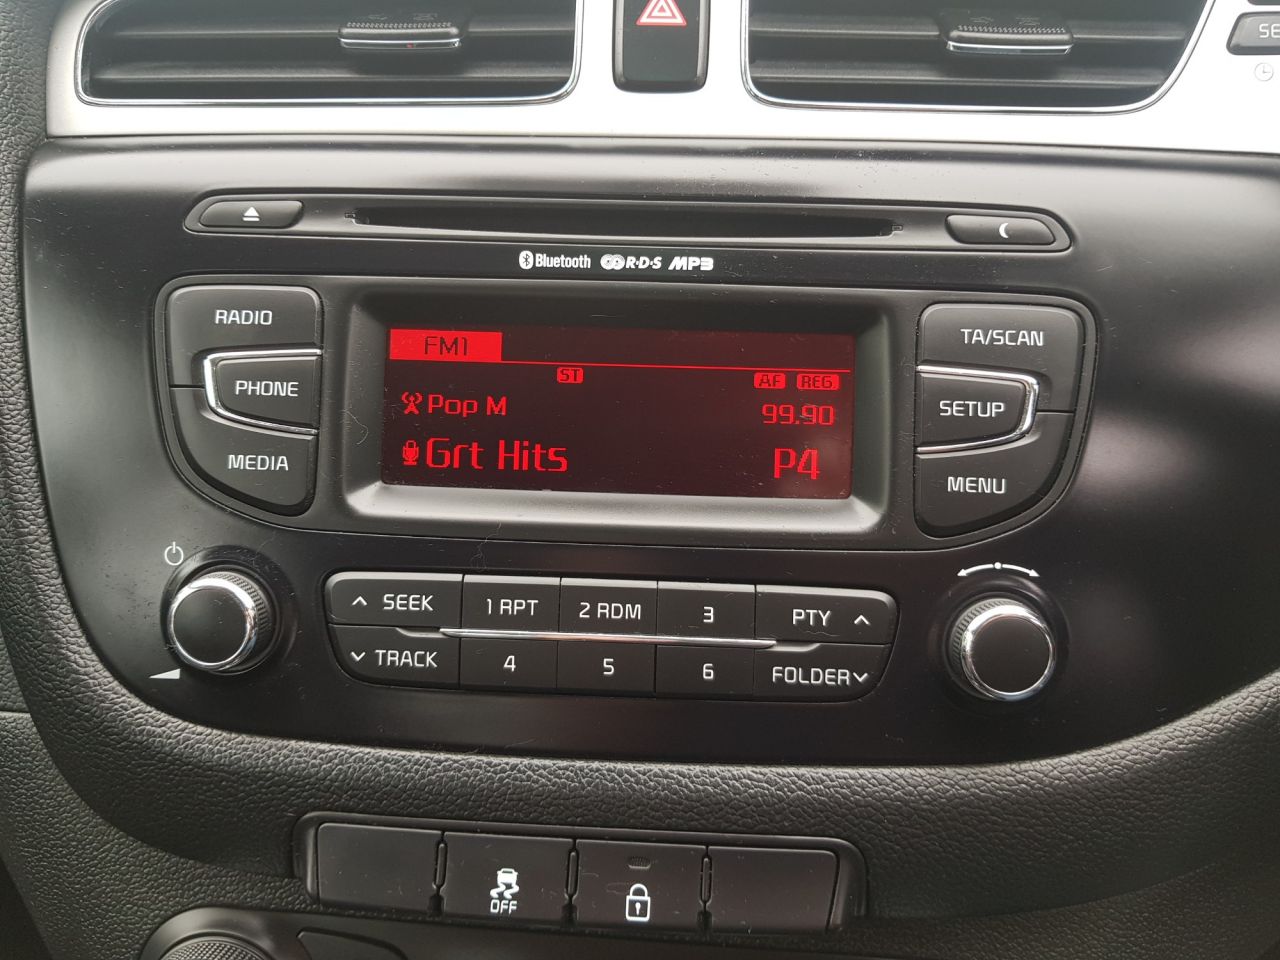 SE
Bluetooth R·D·S MP3
RADIO
PHONE
MEDIA
FM1
ST AF REG
Pop M 99.90
Grt Hits P4
TA/SCAN
SETUP
MENU
SEEK 1 RPT 2 RDM 3 PTY
TRACK 4 5 6 FOLDER
OFF